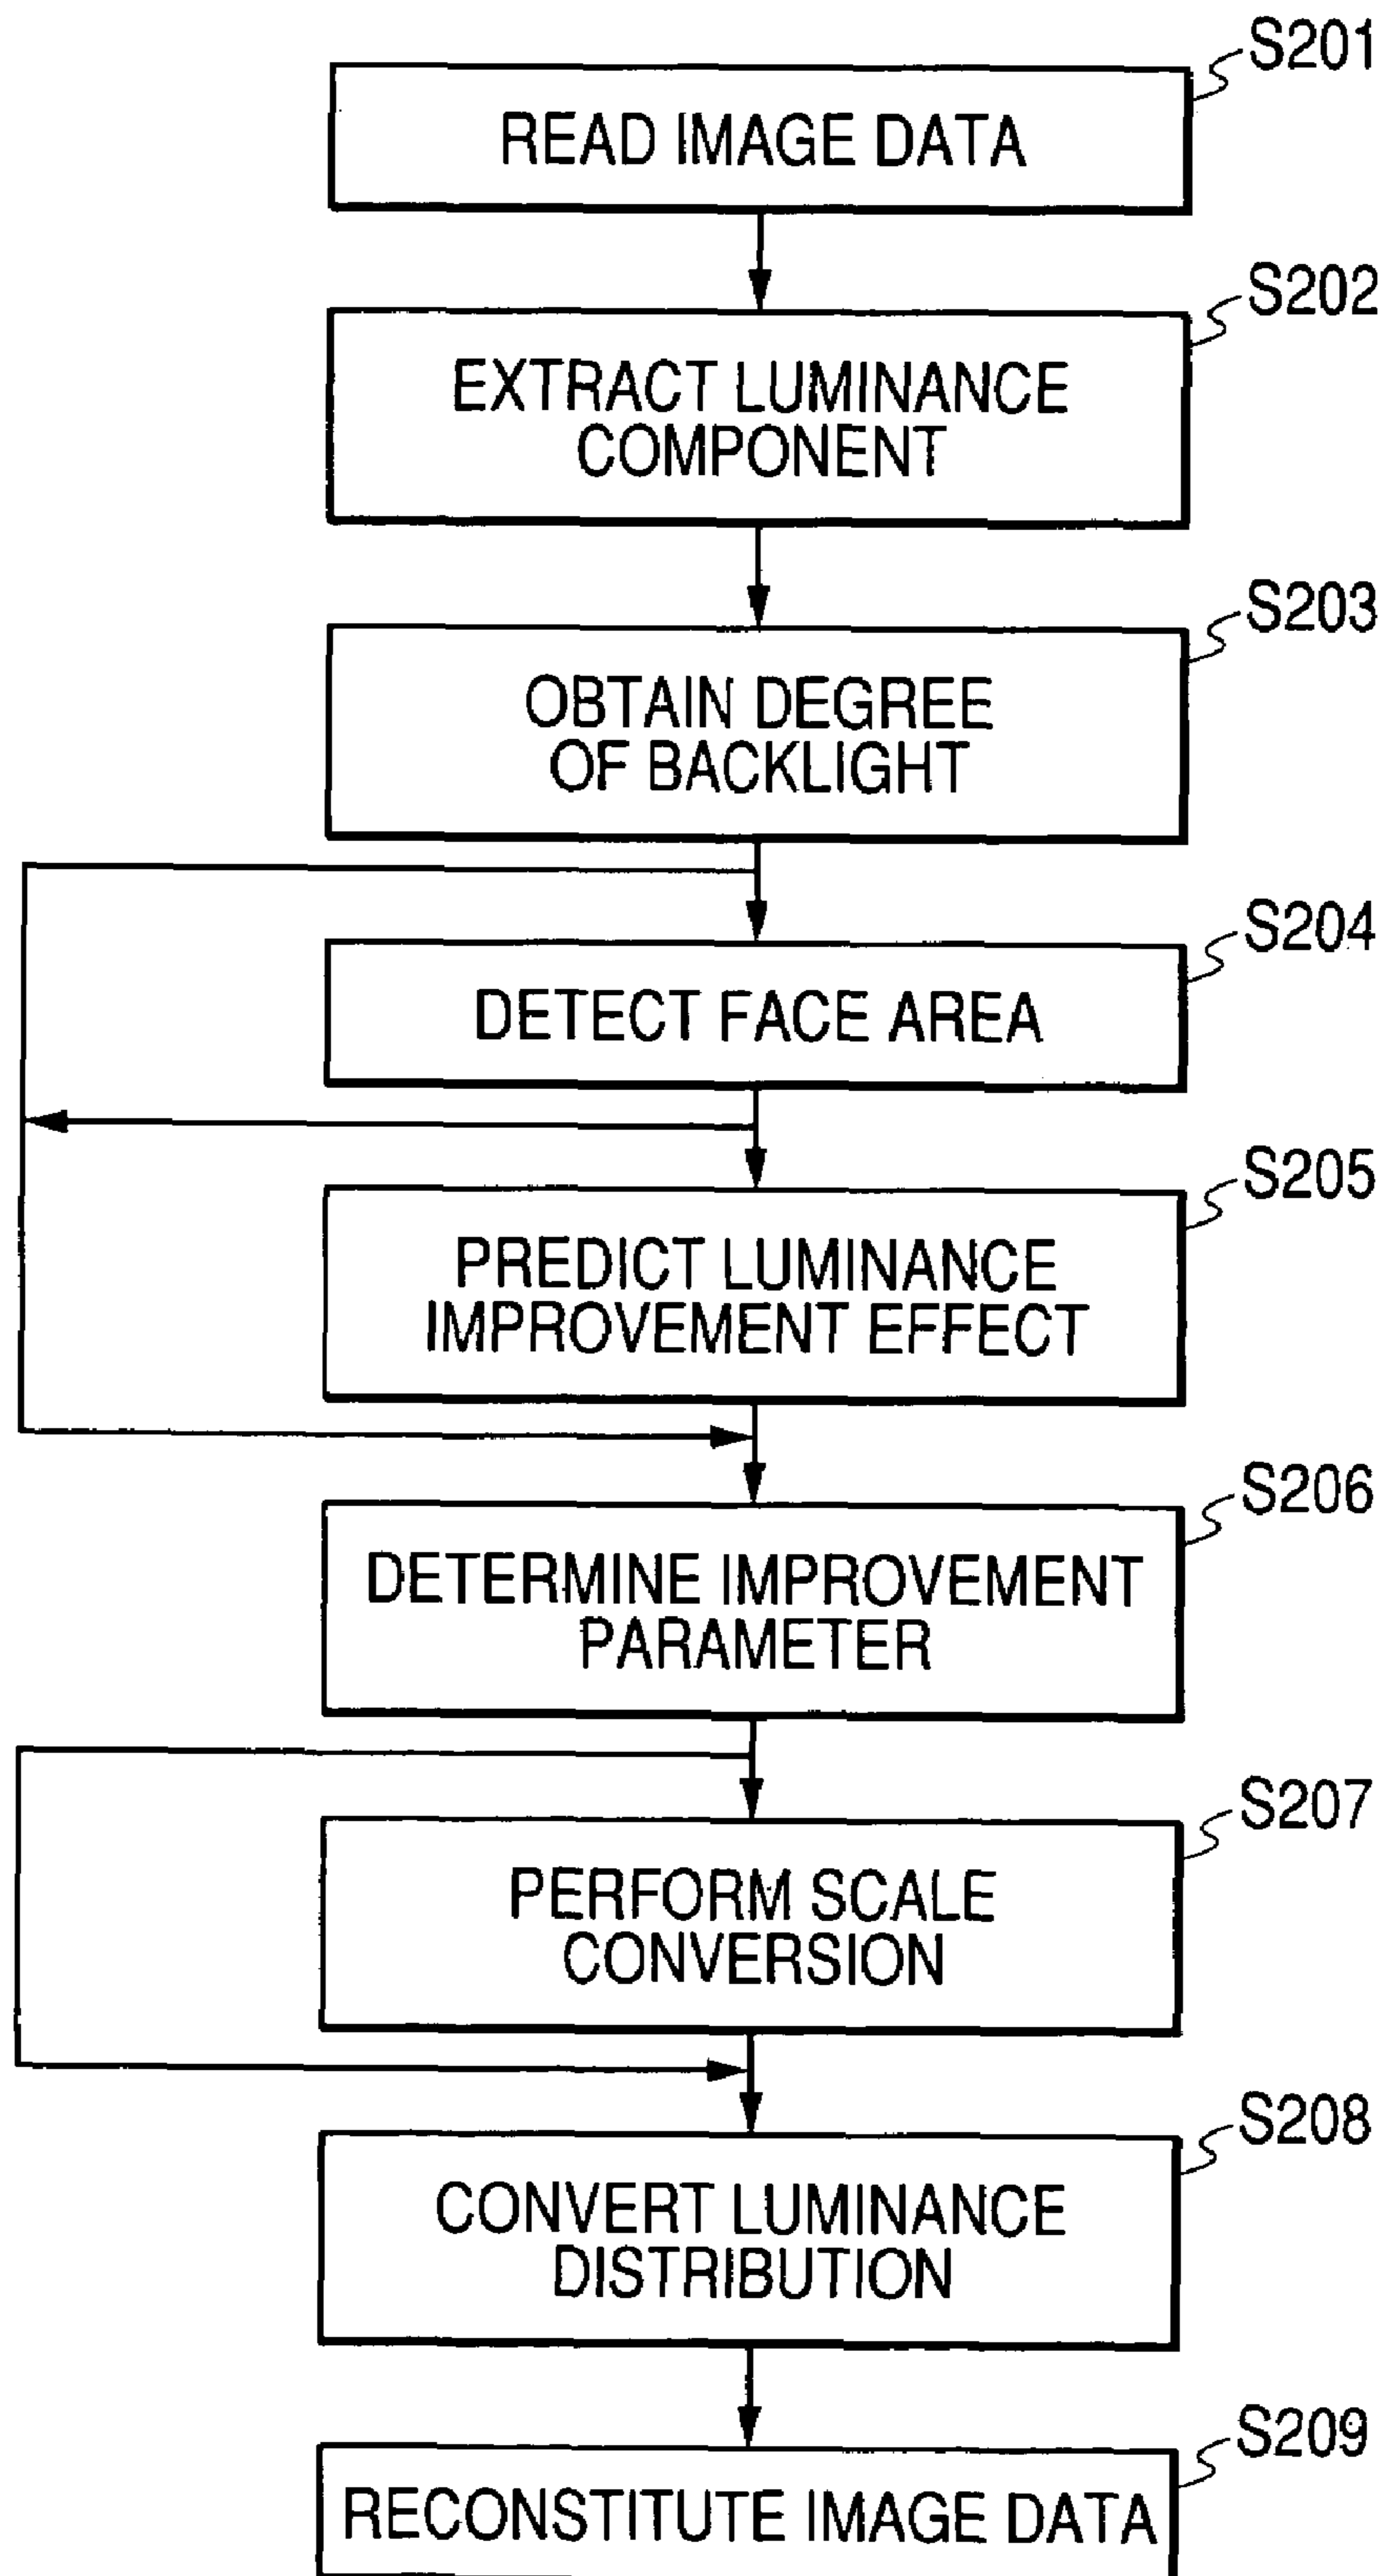 S201
READ IMAGE DATA
S202
EXTRACT LUMINANCE
COMPONENT
S203
OBTAIN DEGREE
OF BACKLIGHT
S204
DETECT FACE AREA
S205
PREDICT LUMINANCE
IMPROVEMENT EFFECT
S206
DETERMINE IMPROVEMENT
PARAMETER
S207
PERFORM SCALE
CONVERSION
S208
CONVERT LUMINANCE
DISTRIBUTION
S209
RECONSTITUTE IMAGE DATA